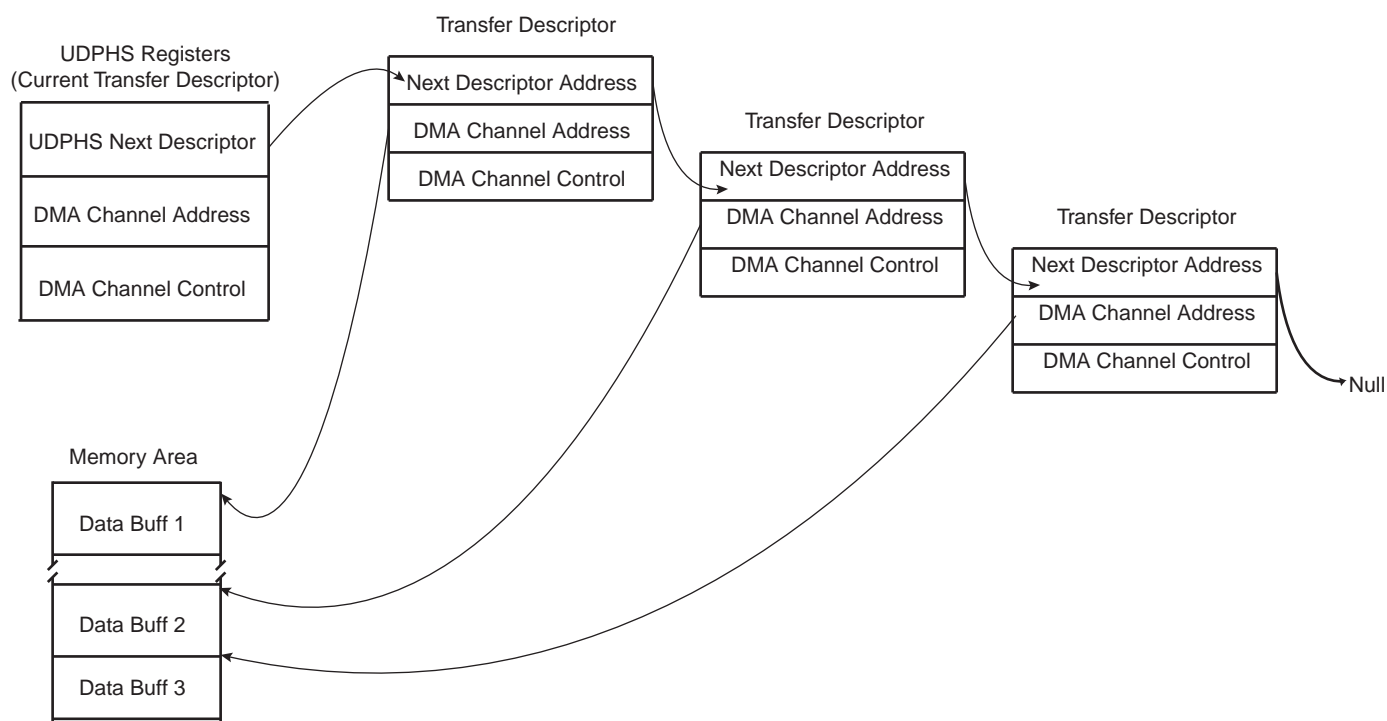 UDPHS Registers
(Current Transfer Descriptor)
UDPHS Next Descriptor
DMA Channel Address
DMA Channel Control
Transfer Descriptor
Next Descriptor Address
DMA Channel Address
DMA Channel Control
Transfer Descriptor
Next Descriptor Address
DMA Channel Address
DMA Channel Control
Transfer Descriptor
Next Descriptor Address
DMA Channel Address
DMA Channel Control
Null
Memory Area
Data Buff 1
Data Buff 2
Data Buff 3